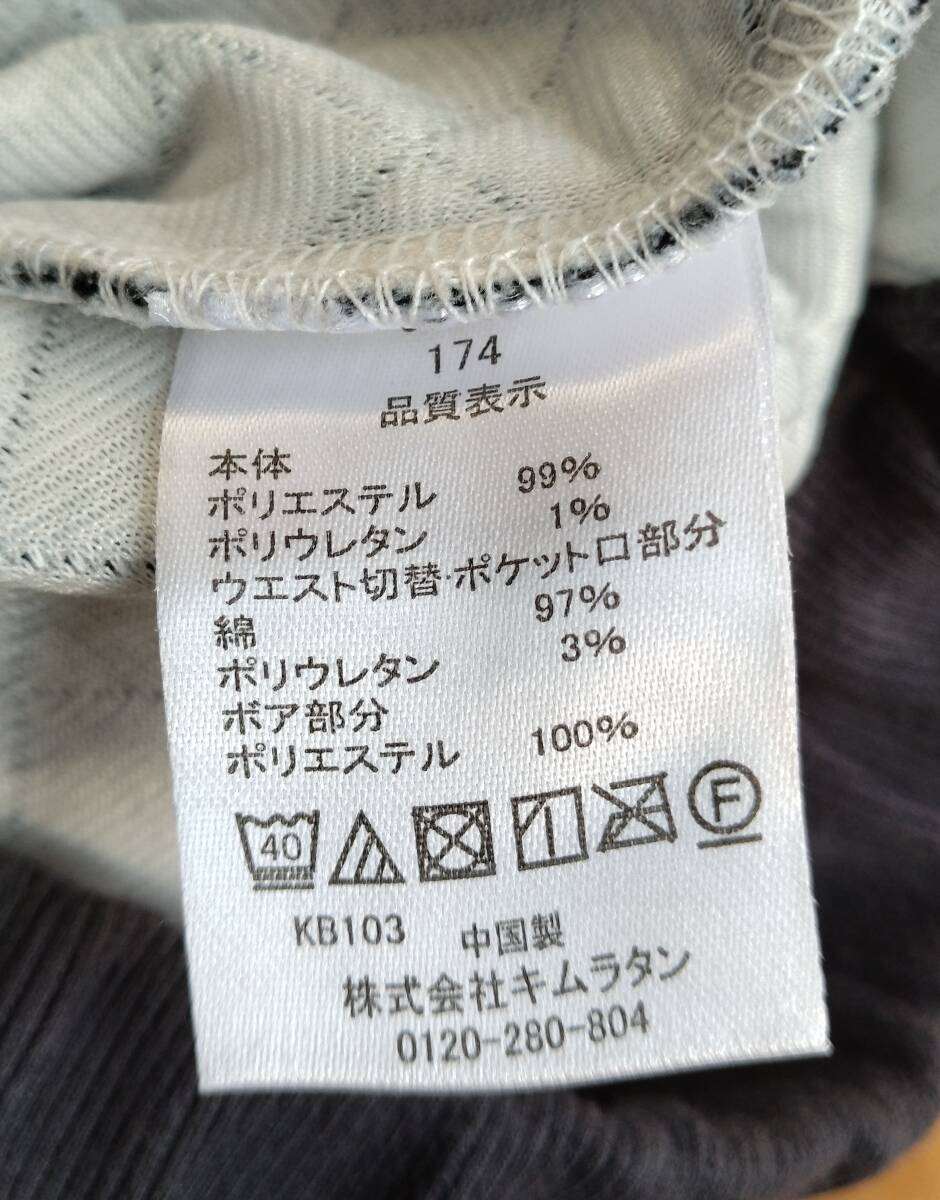 174
品質表示
本体
ポリエステル 99%
ポリウレタン 1%
ウエスト切替・ポケット口部分
綿 97%
ポリウレタン 3%
ボア部分
ポリエステル 100%
40 F
KB103 中国製
株式会社キムラタン
0120-280-804